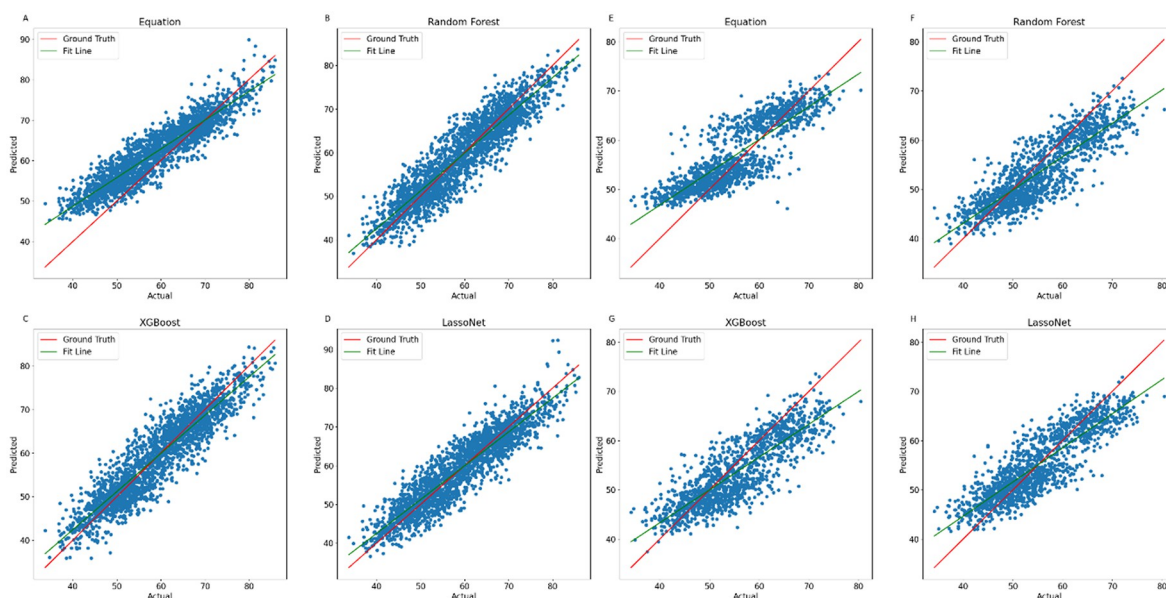 A
Equation
Ground Truth
Fit Line
Predicted
90
80
70
60
50
40
40 50 60 70 80
Actual
B
Random Forest
Ground Truth
Fit Line
Predicted
80
70
60
50
40
40 50 60 70 80
Actual
E
Equation
Ground Truth
Fit Line
Predicted
80
70
60
50
40
40 50 60 70 80
Actual
F
Random Forest
Ground Truth
Fit Line
Predicted
80
70
60
50
40
40 50 60 70 80
Actual
C
XGBoost
Ground Truth
Fit Line
Predicted
80
70
60
50
40
40 50 60 70 80
Actual
D
LassoNet
Ground Truth
Fit Line
Predicted
90
80
70
60
50
40
40 50 60 70 80
Actual
G
XGBoost
Ground Truth
Fit Line
Predicted
80
70
60
50
40
40 50 60 70 80
Actual
H
LassoNet
Ground Truth
Fit Line
Predicted
80
70
60
50
40
40 50 60 70 80
Actual